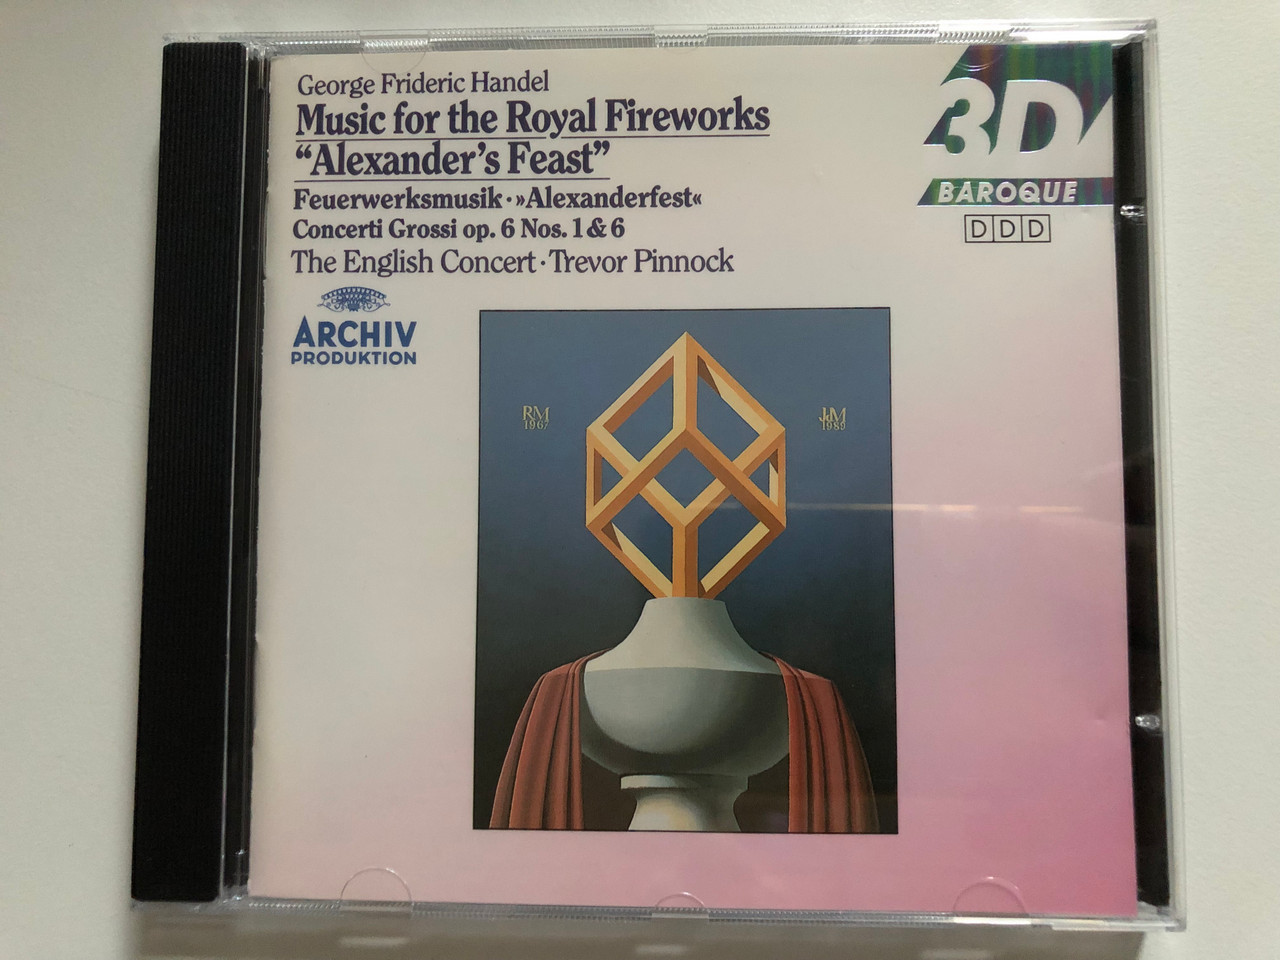 George Frideric Handel
Music for the Royal Fireworks
“Alexander's Feast”
Feuerwerksmusik · »Alexanderfest«
Concerti Grossi op. 6 Nos. 1 & 6
The English Concert · Trevor Pinnock
ARCHIV
PRODUKTION
3D
BAROQUE
DDD
RM
1967
JdM
1989